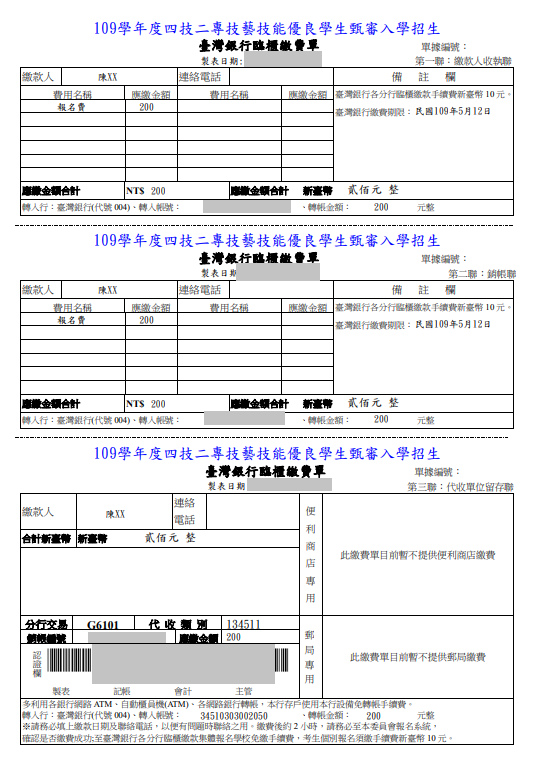 109學年度四技二專技藝技能優良學生甄審入學招生
臺灣銀行臨櫃繳費單
單據編號：
製表日期:
第一聯：繳款人收執聯
繳款人 陳XX 連絡電話 備 註 欄
費用名稱 應繳金額 費用名稱 應繳金額 臺灣銀行各分行臨櫃繳款手續費新臺幣 10 元。
報名費 200 臺灣銀行繳費期限： 民國109年5月12日
應繳金額合計 NT$ 200 應繳金額合計 新臺幣 貳佰元 整
轉入行：臺灣銀行(代號 004)、轉入帳號： 、轉帳金額： 200 元整
109學年度四技二專技藝技能優良學生甄審入學招生
臺灣銀行臨櫃繳費單
單據編號：
製表日期
第二聯：銷帳聯
繳款人 陳XX 連絡電話 備 註 欄
費用名稱 應繳金額 費用名稱 應繳金額 臺灣銀行各分行臨櫃繳款手續費新臺幣 10 元。
報名費 200 臺灣銀行繳費期限： 民國109年5月12日
應繳金額合計 NT$ 200 應繳金額合計 新臺幣 貳佰元 整
轉入行：臺灣銀行(代號 004)、轉入帳號： 、轉帳金額： 200 元整
109學年度四技二專技藝技能優良學生甄審入學招生
臺灣銀行臨櫃繳費單
單據編號：
製表日期
第三聯：代收單位留存聯
繳款人 陳XX 連絡電話
合計新臺幣 新臺幣 貳佰元 整
便利商店專用
此繳費單目前暫不提供便利商店繳費
分行交易 G6101 代 收 類 別 134511
銷帳編號 應繳金額 200
郵局專用
此繳費單目前暫不提供郵局繳費
認證欄
製表 記帳 會計 主管
多利用各銀行網路 ATM、自動櫃員機(ATM)、各網路銀行轉帳，本行存戶使用本行設備免轉帳手續費。
轉入行：臺灣銀行(代號 004)、轉入帳號： 34510303002050 、轉帳金額： 200 元整
※請務必填上繳款日期及聯絡電話，以便有問題時聯絡之用。繳費後約 2 小時，請務必至本委員會報名系統，
確認是否繳費成功;至臺灣銀行各分行臨櫃繳款集體報名學校免繳手續費，考生個別報名須繳手續費新臺幣 10 元。